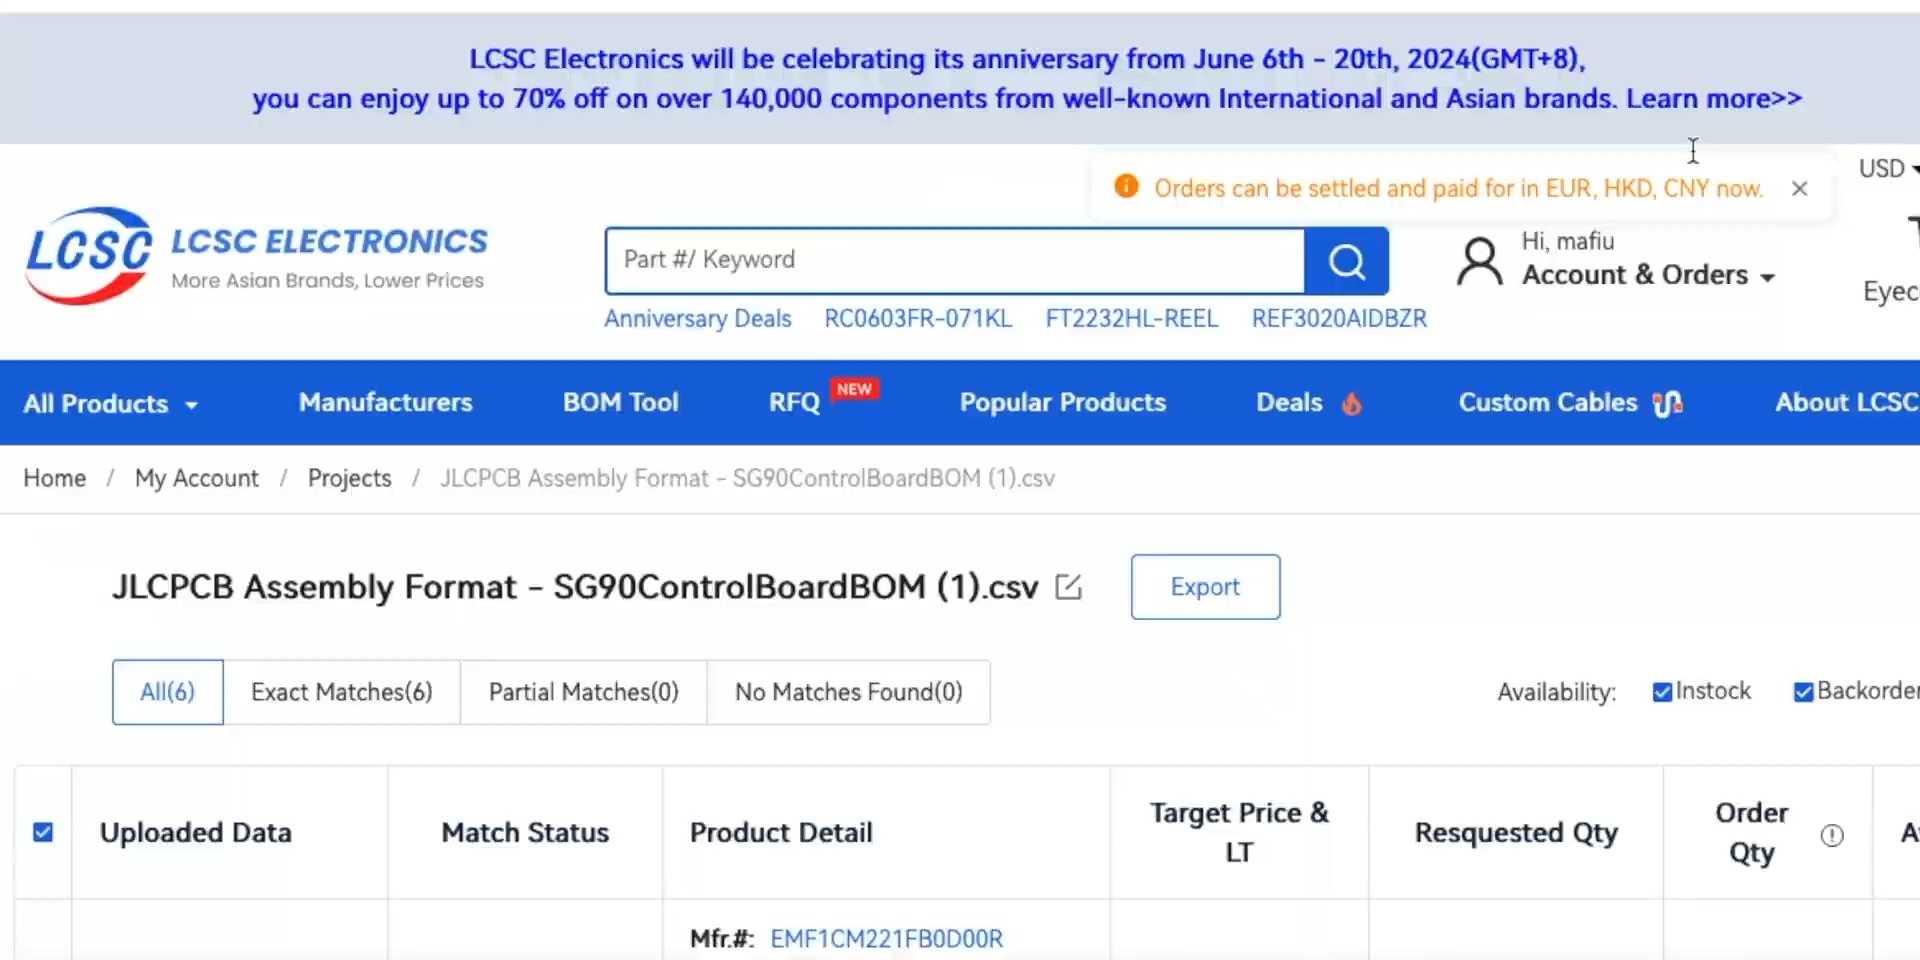 LCSC Electronics will be celebrating its anniversary from June 6th - 20th, 2024(GMT+8),
you can enjoy up to 70% off on over 140,000 components from well-known International and Asian brands. Learn more>>
Orders can be settled and paid for in EUR, HKD, CNY now.
USD
LCSC
LCSC ELECTRONICS
More Asian Brands, Lower Prices
Part #/ Keyword
Hi, mafiu
Account & Orders
Eyec
Anniversary Deals RC0603FR-071KL FT2232HL-REEL REF3020AIDBZR
All Products Manufacturers BOM Tool RFQ NEW Popular Products Deals Custom Cables About LCSC
Home / My Account / Projects / JLCPCB Assembly Format - SG90ControlBoardBOM (1).csv
JLCPCB Assembly Format - SG90ControlBoardBOM (1).csv Export
All(6) Exact Matches(6) Partial Matches(0) No Matches Found(0) Availability: Instock Backorder
Uploaded Data Match Status Product Detail Target Price & LT Resquested Qty Order Qty
Mfr.#: EMF1CM221FB0D00R